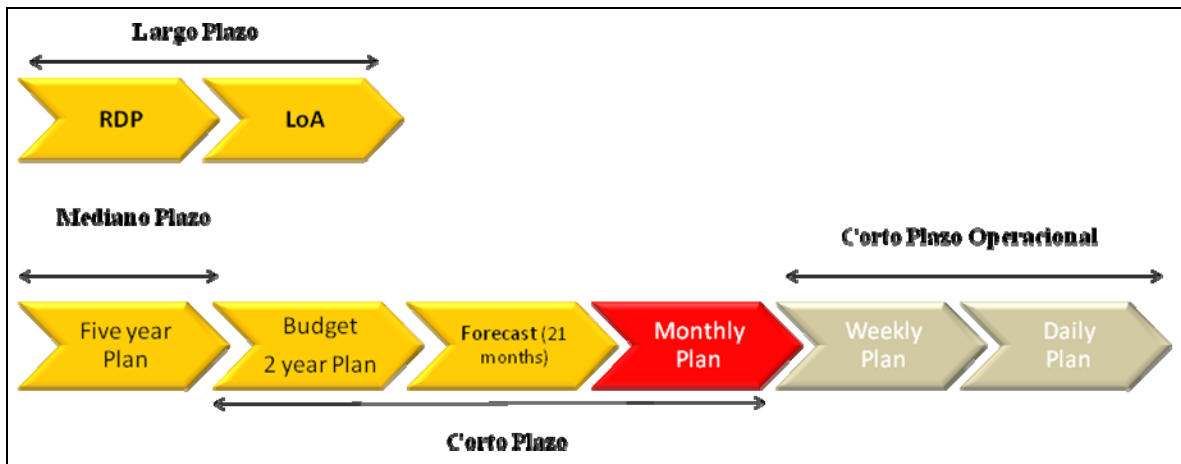 Largo Plazo
RDP
LoA
Mediano Plazo
Corto Plazo Operacional
Five year
Plan
Budget
2 year Plan
Forecast (21
months)
Monthly
Plan
Weekly
Plan
Daily
Plan
Corto Plazo